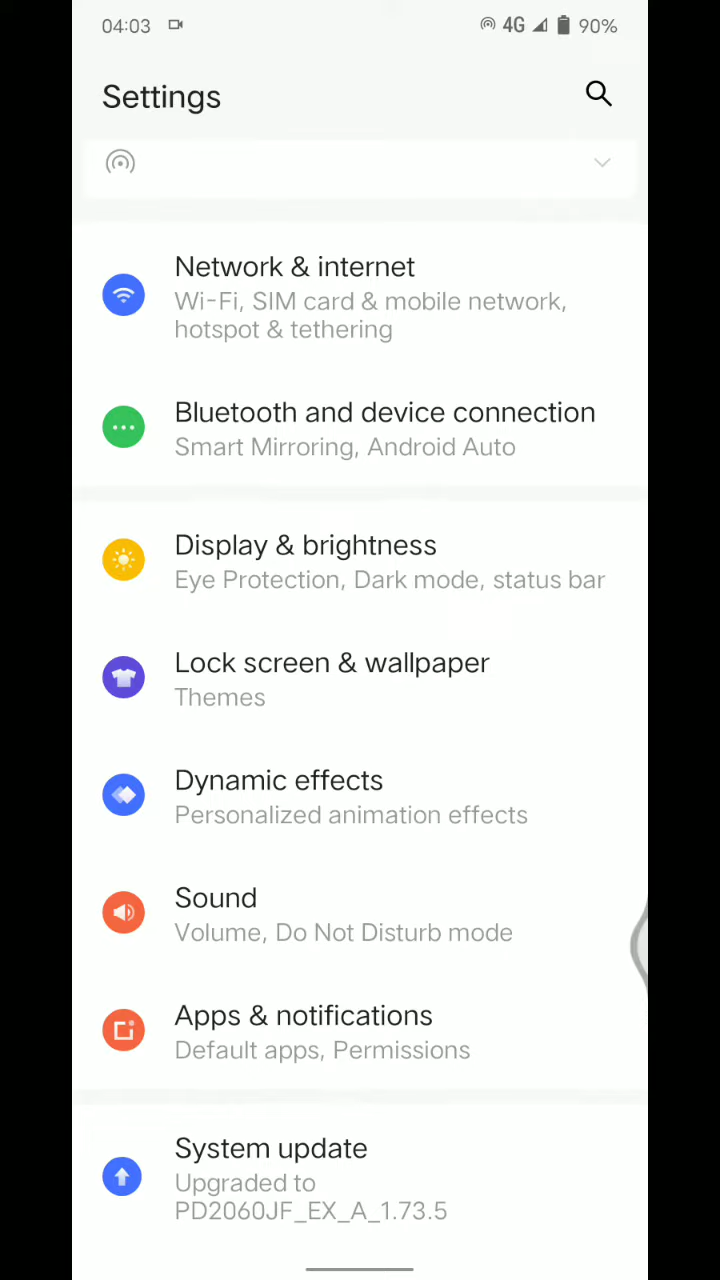 04:03 4G 90%
Settings
Network & internet
Wi-Fi, SIM card & mobile network,
hotspot & tethering
Bluetooth and device connection
Smart Mirroring, Android Auto
Display & brightness
Eye Protection, Dark mode, status bar
Lock screen & wallpaper
Themes
Dynamic effects
Personalized animation effects
Sound
Volume, Do Not Disturb mode
Apps & notifications
Default apps, Permissions
System update
Upgraded to
PD2060JF_EX_A_1.73.5